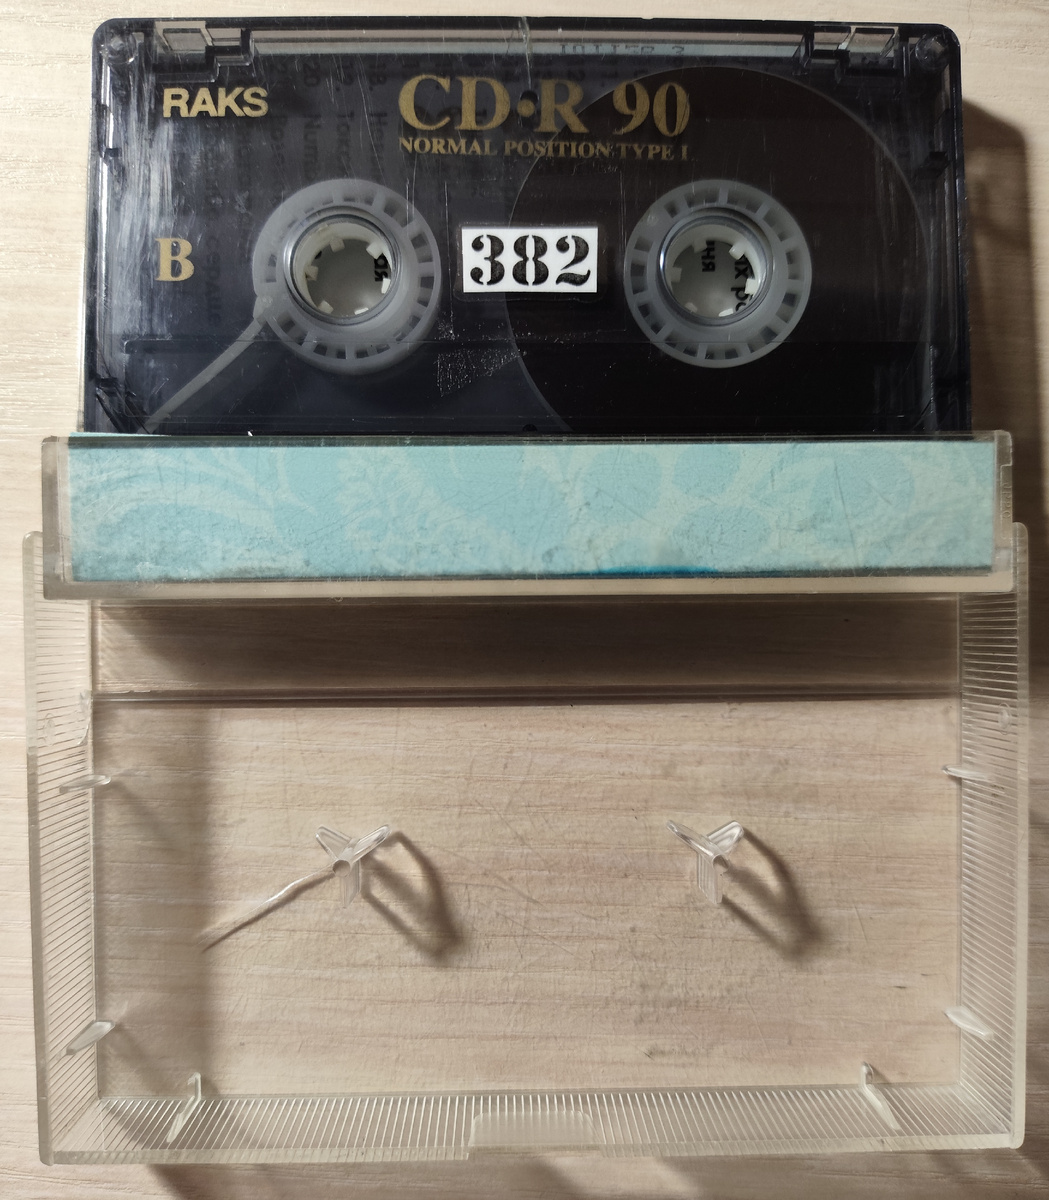 RAKS
CD•R 90
NORMAL POSITION•TYPE I
B
382